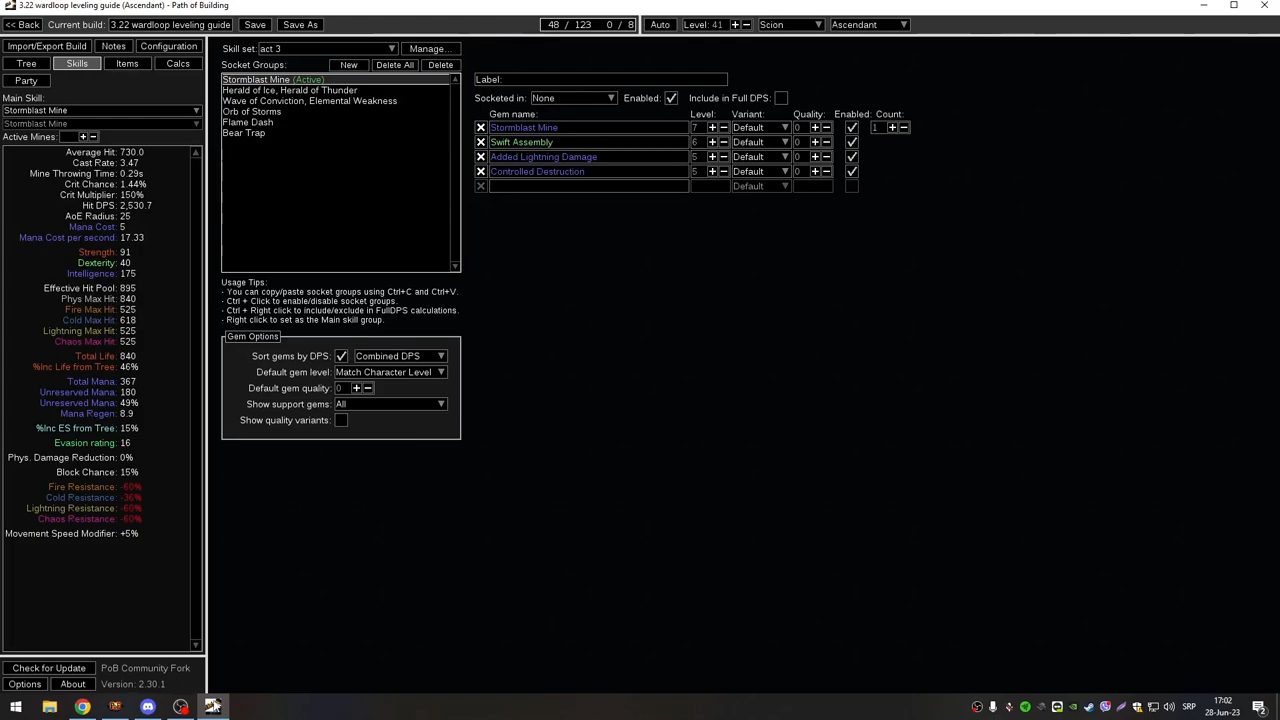 3.22 wardloop leveling guide (Ascendant) - Path of Building
<< Back Current build: 3.22 wardloop leveling guide Save Save As 48 / 123 0 / 8 Auto Level: 41 Scion Ascendant
Import/Export Build Notes Configuration
Tree Skills Items Calcs
Party
Main Skill:
Stormblast Mine
Stormblast Mine
Active Mines:
Average Hit: 730.0
Cast Rate: 3.47
Mine Throwing Time: 0.29s
Crit Chance: 1.44%
Crit Multiplier: 150%
Hit DPS: 2,530.7
AoE Radius: 25
Mana Cost: 5
Mana Cost per second: 17.33
Strength: 91
Dexterity: 40
Intelligence: 175
Effective Hit Pool: 895
Phys Max Hit: 840
Fire Max Hit: 525
Cold Max Hit: 618
Lightning Max Hit: 525
Chaos Max Hit: 525
Total Life: 840
%Inc Life from Tree: 46%
Total Mana: 367
Unreserved Mana: 180
Unreserved Mana: 49%
Mana Regen: 8.9
%Inc ES from Tree: 15%
Evasion rating: 16
Phys. Damage Reduction: 0%
Block Chance: 15%
Fire Resistance: -60%
Cold Resistance: -36%
Lightning Resistance: -60%
Chaos Resistance: -60%
Movement Speed Modifier: +5%
Check for Update PoB Community Fork
Options About Version: 2.30.1
Skill set: act 3 Manage...
Socket Groups: New Delete All Delete
Stormblast Mine (Active)
Herald of Ice, Herald of Thunder
Wave of Conviction, Elemental Weakness
Orb of Storms
Flame Dash
Bear Trap
Usage Tips:
- You can copy/paste socket groups using Ctrl+C and Ctrl+V.
- Ctrl + Click to enable/disable socket groups.
- Ctrl + Right click to include/exclude in FullDPS calculations.
- Right click to set as the Main skill group.
Gem Options
Sort gems by DPS: Combined DPS
Default gem level: Match Character Level
Default gem quality: 0
Show support gems: All
Show quality variants:
Label:
Socketed in: None Enabled: Include in Full DPS:
Gem name: Level: Variant: Quality: Enabled: Count:
Stormblast Mine 7 Default 0 1
Swift Assembly 6 Default 0
Added Lightning Damage 5 Default 0
Controlled Destruction 5 Default 0
Default
SRP 17:02
28-Jun-23